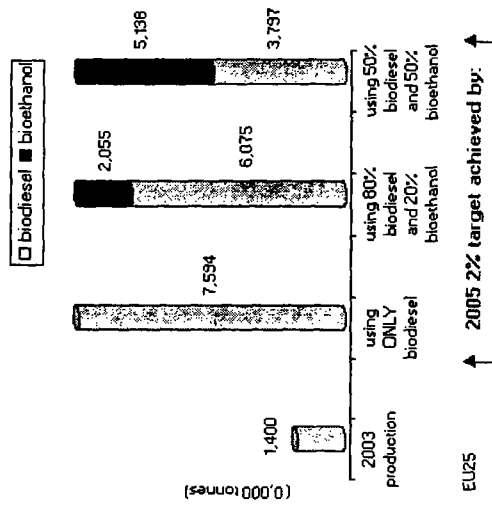 □ biodiesel ■ bioethanol
(0,000 tonnes)
1,400
7,594
2,055
6,075
5,138
3,797
2003
production
using
ONLY
biodiesel
using 80%
biodiesel
and 20%
bioethanol
using 50%
biodiesel
and 50%
bioethanol
EU25
2005 2% target achieved by: